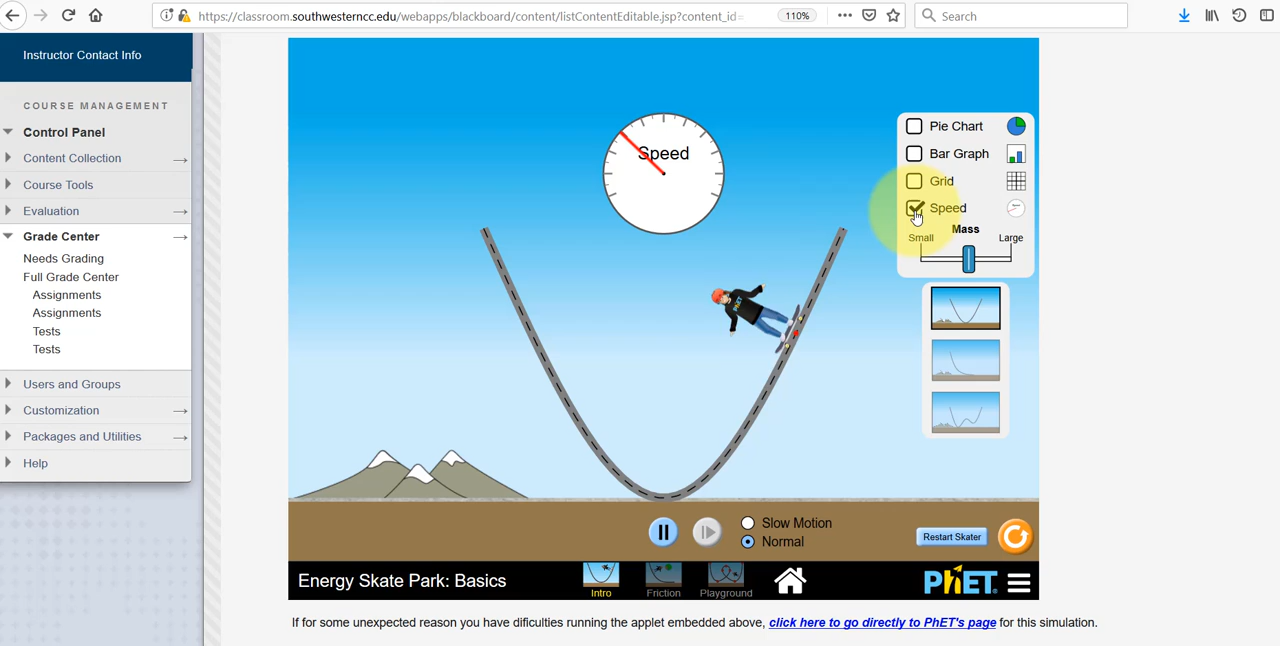 https://classroom.southwesterncc.edu/webapps/blackboard/content/listContentEditable.jsp?content_id=
110%
Search
Instructor Contact Info
COURSE MANAGEMENT
Control Panel
Content Collection
Course Tools
Evaluation
Grade Center
Needs Grading
Full Grade Center
Assignments
Assignments
Tests
Tests
Users and Groups
Customization
Packages and Utilities
Help
Speed
Pie Chart
Bar Graph
Grid
Speed
Mass
Small Large
PhET
Slow Motion
Normal
Restart Skater
Energy Skate Park: Basics
Intro
Friction
Playground
PhET
If for some unexpected reason you have dificulties running the applet embedded above, click here to go directly to PhET's page for this simulation.